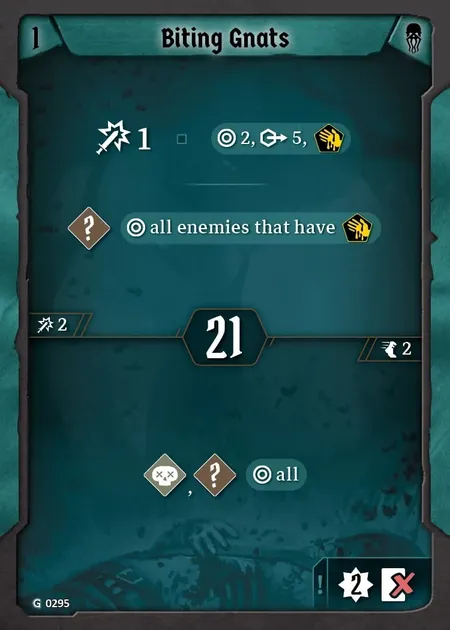 1
Biting Gnats
1 2, 5,
? all enemies that have
2
21
2
, ? all
! 2
G 0295